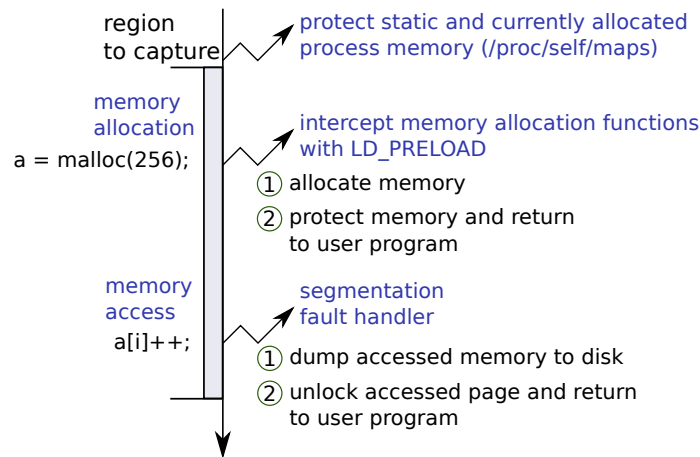 region
to capture
protect static and currently allocated
process memory (/proc/self/maps)
memory
allocation
a = malloc(256);
intercept memory allocation functions
with LD_PRELOAD
1 allocate memory
2 protect memory and return
to user program
memory
access
a[i]++;
segmentation
fault handler
1 dump accessed memory to disk
2 unlock accessed page and return
to user program